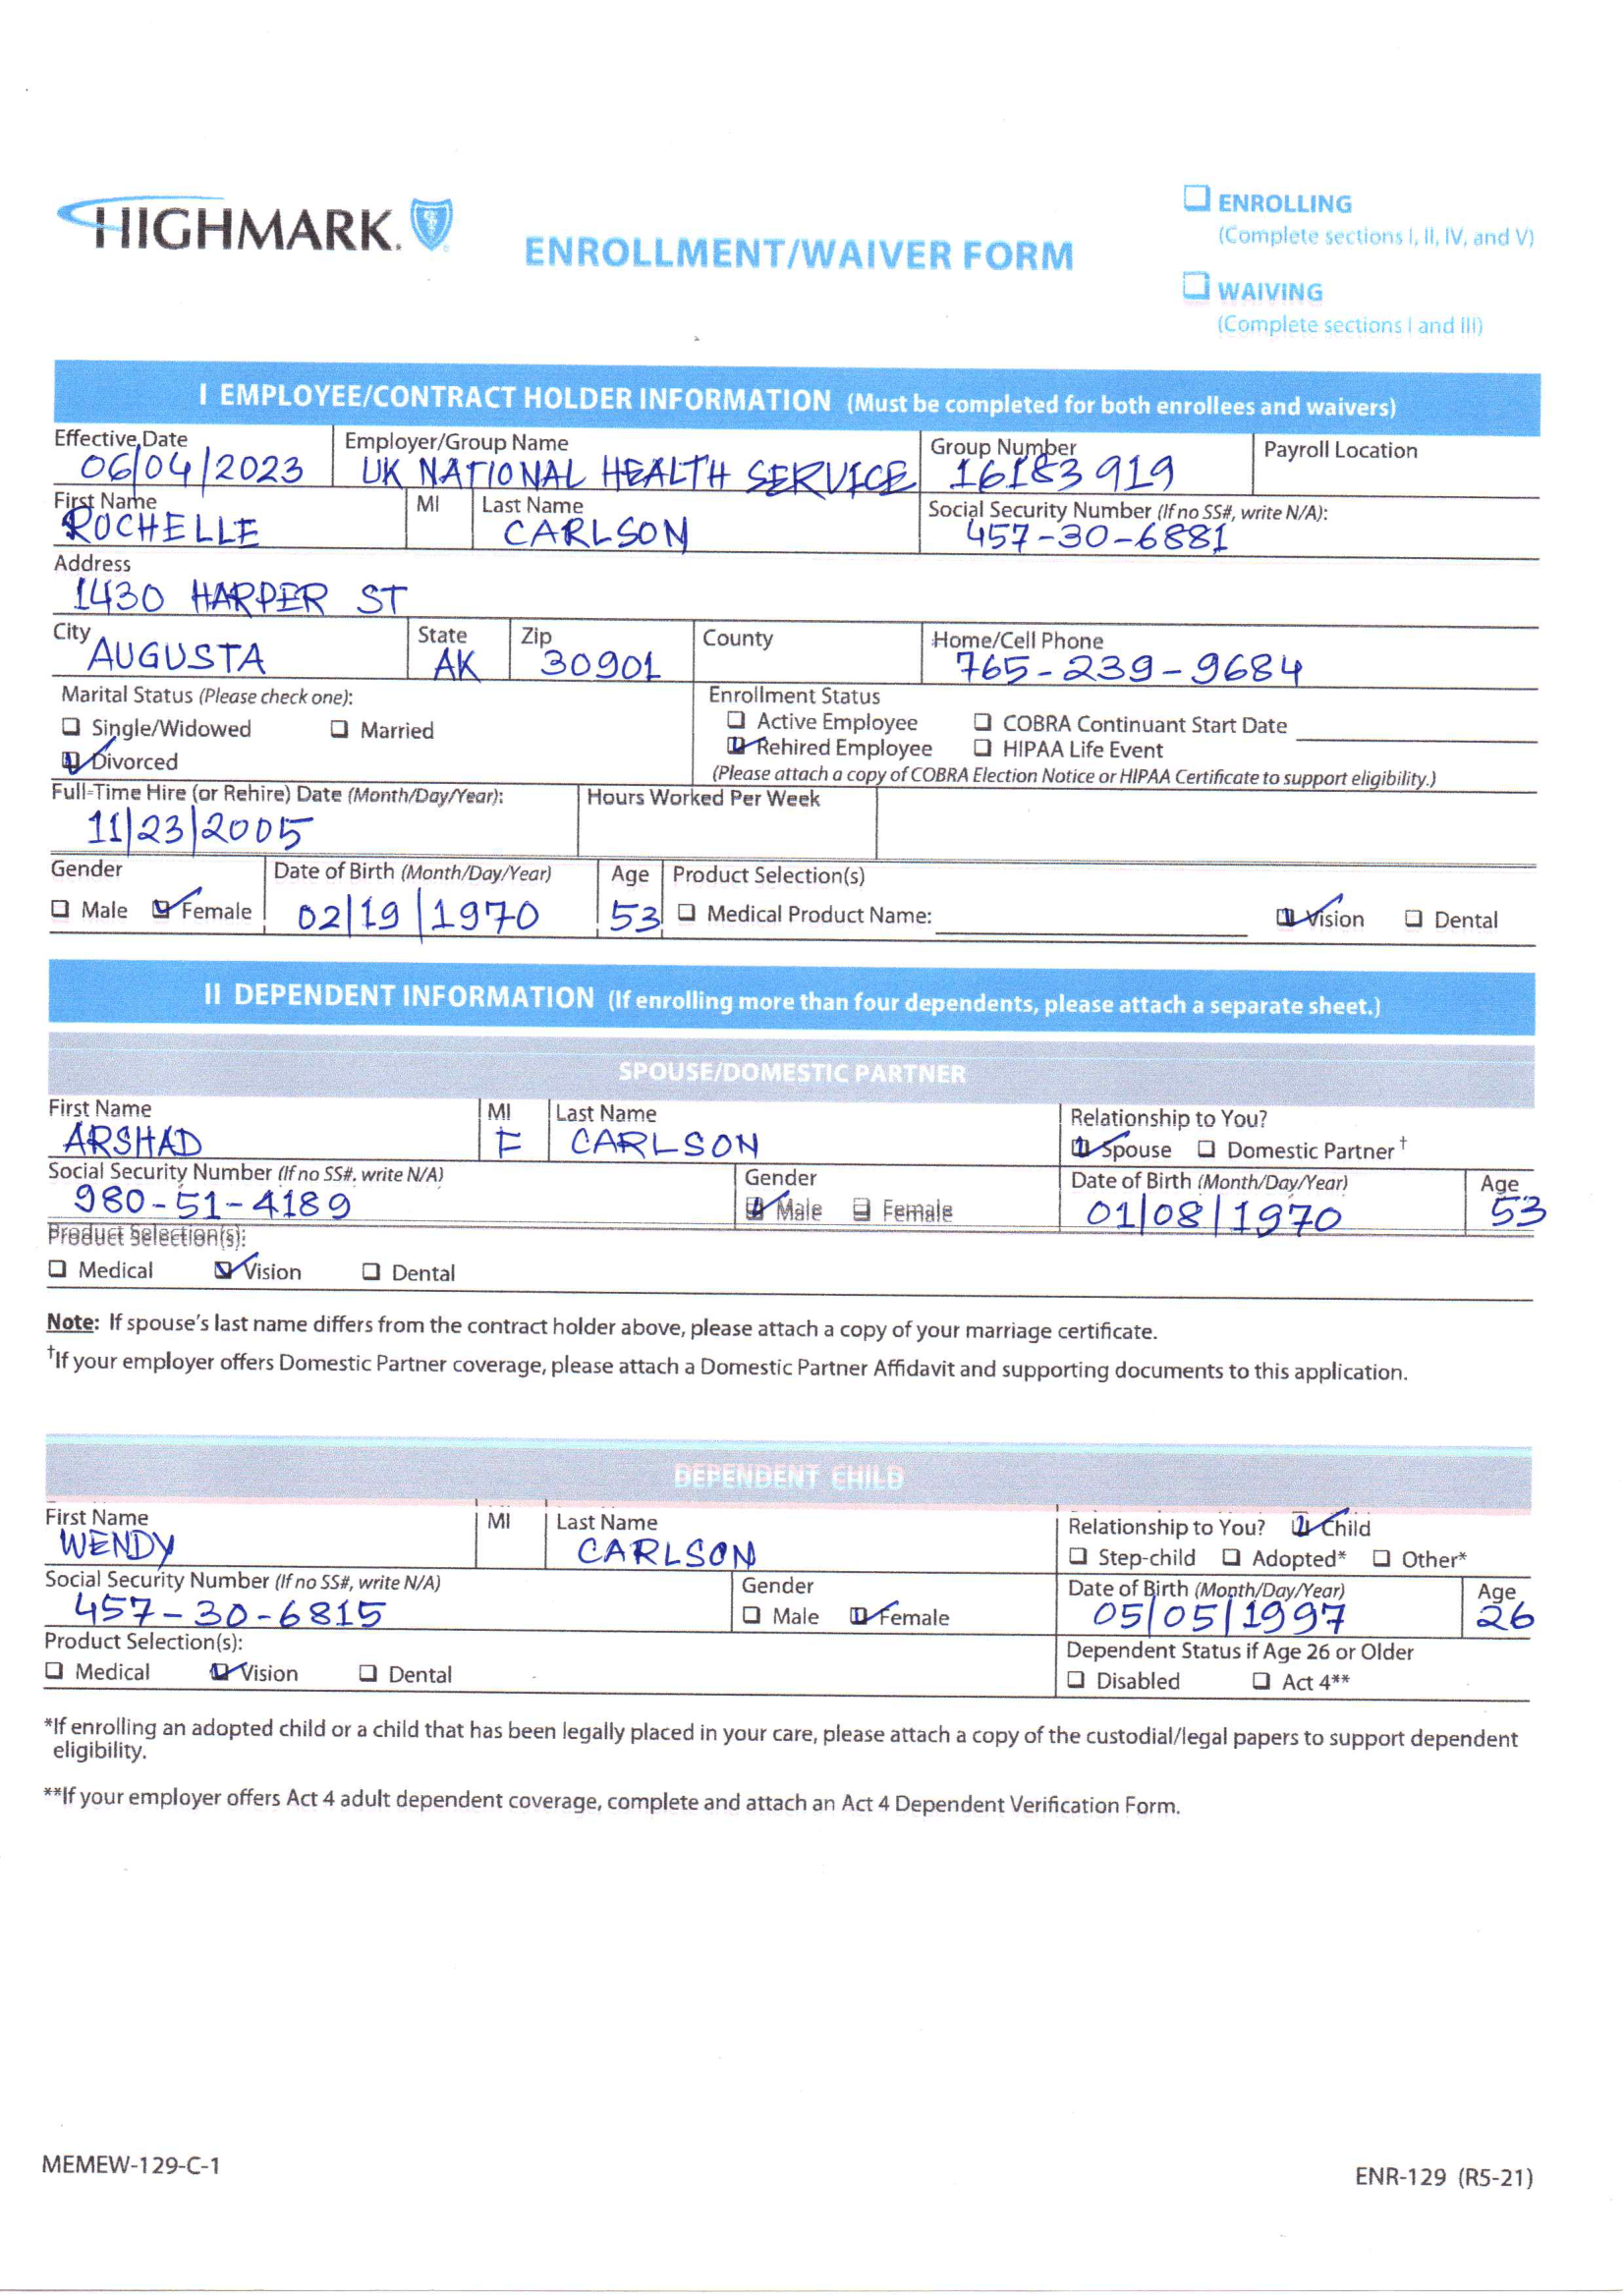 HIGHMARK.
ENROLLMENT/WAIVER FORM
ENROLLING
(Complete sections I, II, IV, and V)
WAIVING
(Complete sections I and III)
I EMPLOYEE/CONTRACT HOLDER INFORMATION (Must be completed for both enrollees and waivers)
Effective Date Employer/Group Name Group Number Payroll Location
06/04/2023 UK NATIONAL HEALTH SERVICE 16183919
First Name MI Last Name Social Security Number (If no SS#, write N/A):
ROCHELLE CARLSON 457-30-6881
Address
1430 HARPER ST
City State Zip County Home/Cell Phone
AUGUSTA AK 30901 765-239-9684
Marital Status (Please check one): Enrollment Status
Single/Widowed Married Active Employee COBRA Continuant Start Date
Divorced Rehired Employee HIPAA Life Event
(Please attach a copy of COBRA Election Notice or HIPAA Certificate to support eligibility.)
Full-Time Hire (or Rehire) Date (Month/Day/Year): Hours Worked Per Week
11/23/2005
Gender Date of Birth (Month/Day/Year) Age Product Selection(s)
Male Female 02/19/1970 53 Medical Product Name: Vision Dental
II DEPENDENT INFORMATION (If enrolling more than four dependents, please attach a separate sheet.)
SPOUSE/DOMESTIC PARTNER
First Name MI Last Name Relationship to You?
ARSHAD F CARLSON Spouse Domestic Partner†
Social Security Number (If no SS#, write N/A) Gender Date of Birth (Month/Day/Year) Age
980-51-4189 Male Female 01/08/1970 53
Product Selection(s):
Medical Vision Dental
Note: If spouse's last name differs from the contract holder above, please attach a copy of your marriage certificate.
†If your employer offers Domestic Partner coverage, please attach a Domestic Partner Affidavit and supporting documents to this application.
DEPENDENT CHILD
First Name MI Last Name Relationship to You? Child
WENDY CARLSON Step-child Adopted* Other*
Social Security Number (If no SS#, write N/A) Gender Date of Birth (Month/Day/Year) Age
457-30-6815 Male Female 05/05/1997 26
Product Selection(s): Dependent Status if Age 26 or Older
Medical Vision Dental Disabled Act 4**
*If enrolling an adopted child or a child that has been legally placed in your care, please attach a copy of the custodial/legal papers to support dependent
eligibility.
**If your employer offers Act 4 adult dependent coverage, complete and attach an Act 4 Dependent Verification Form.
MEMEW-129-C-1 ENR-129 (R5-21)